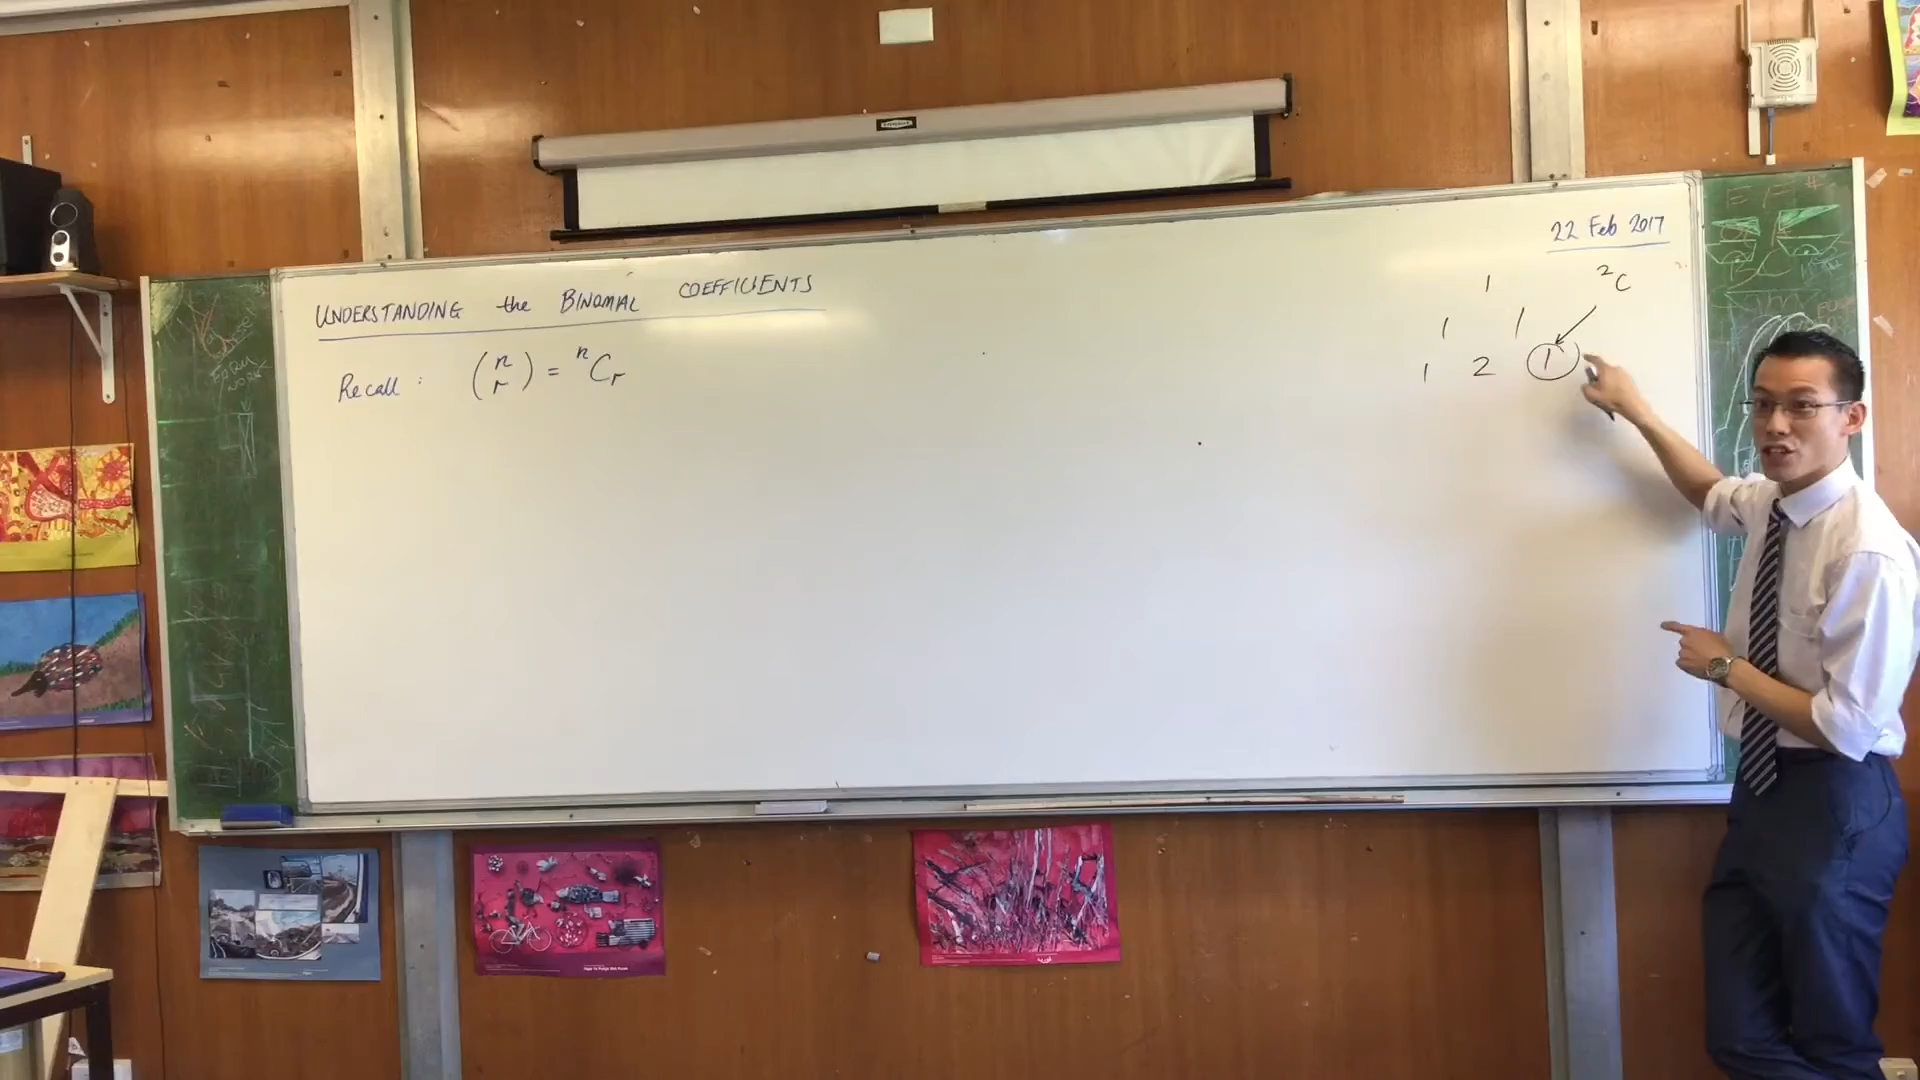 22 Feb 2017
UNDERSTANDING the BINOMIAL COEFFICIENTS
Recall : (n r) = nCr
1
2C
1 1
1 2 1